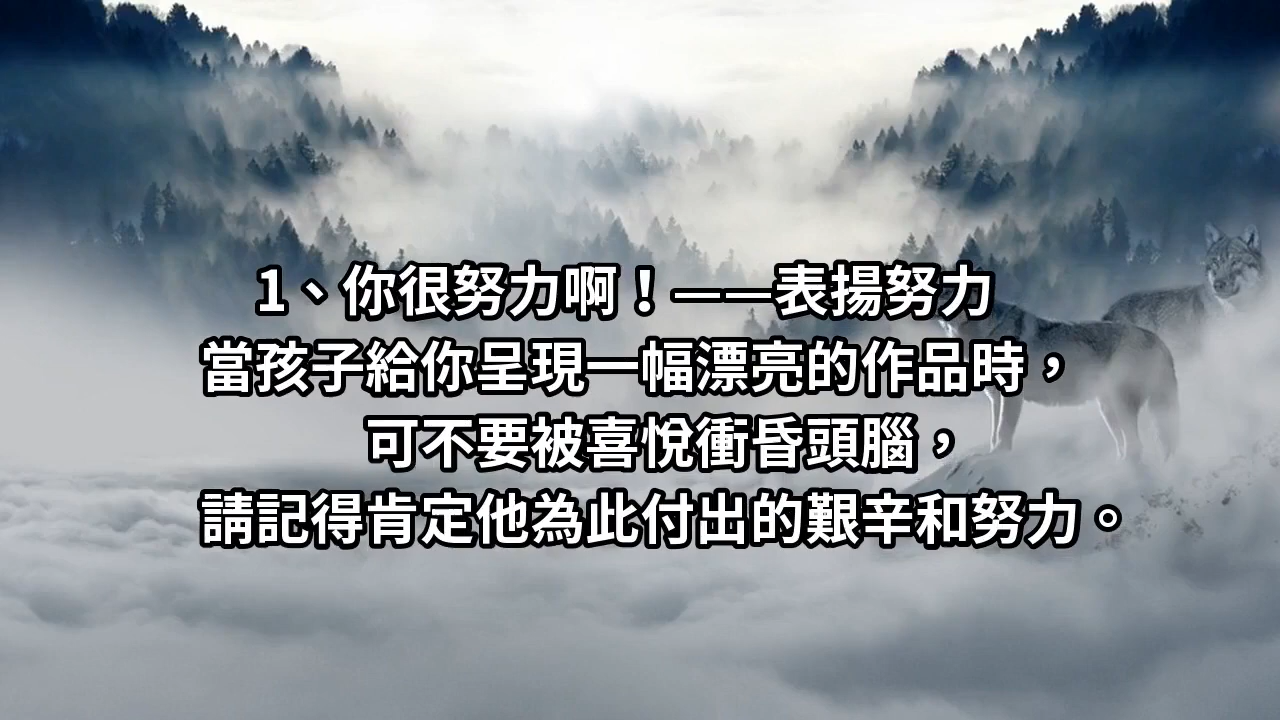 1、你很努力啊！——表揚努力
當孩子給你呈現一幅漂亮的作品時，
可不要被喜悅衝昏頭腦，
請記得肯定他為此付出的艱辛和努力。